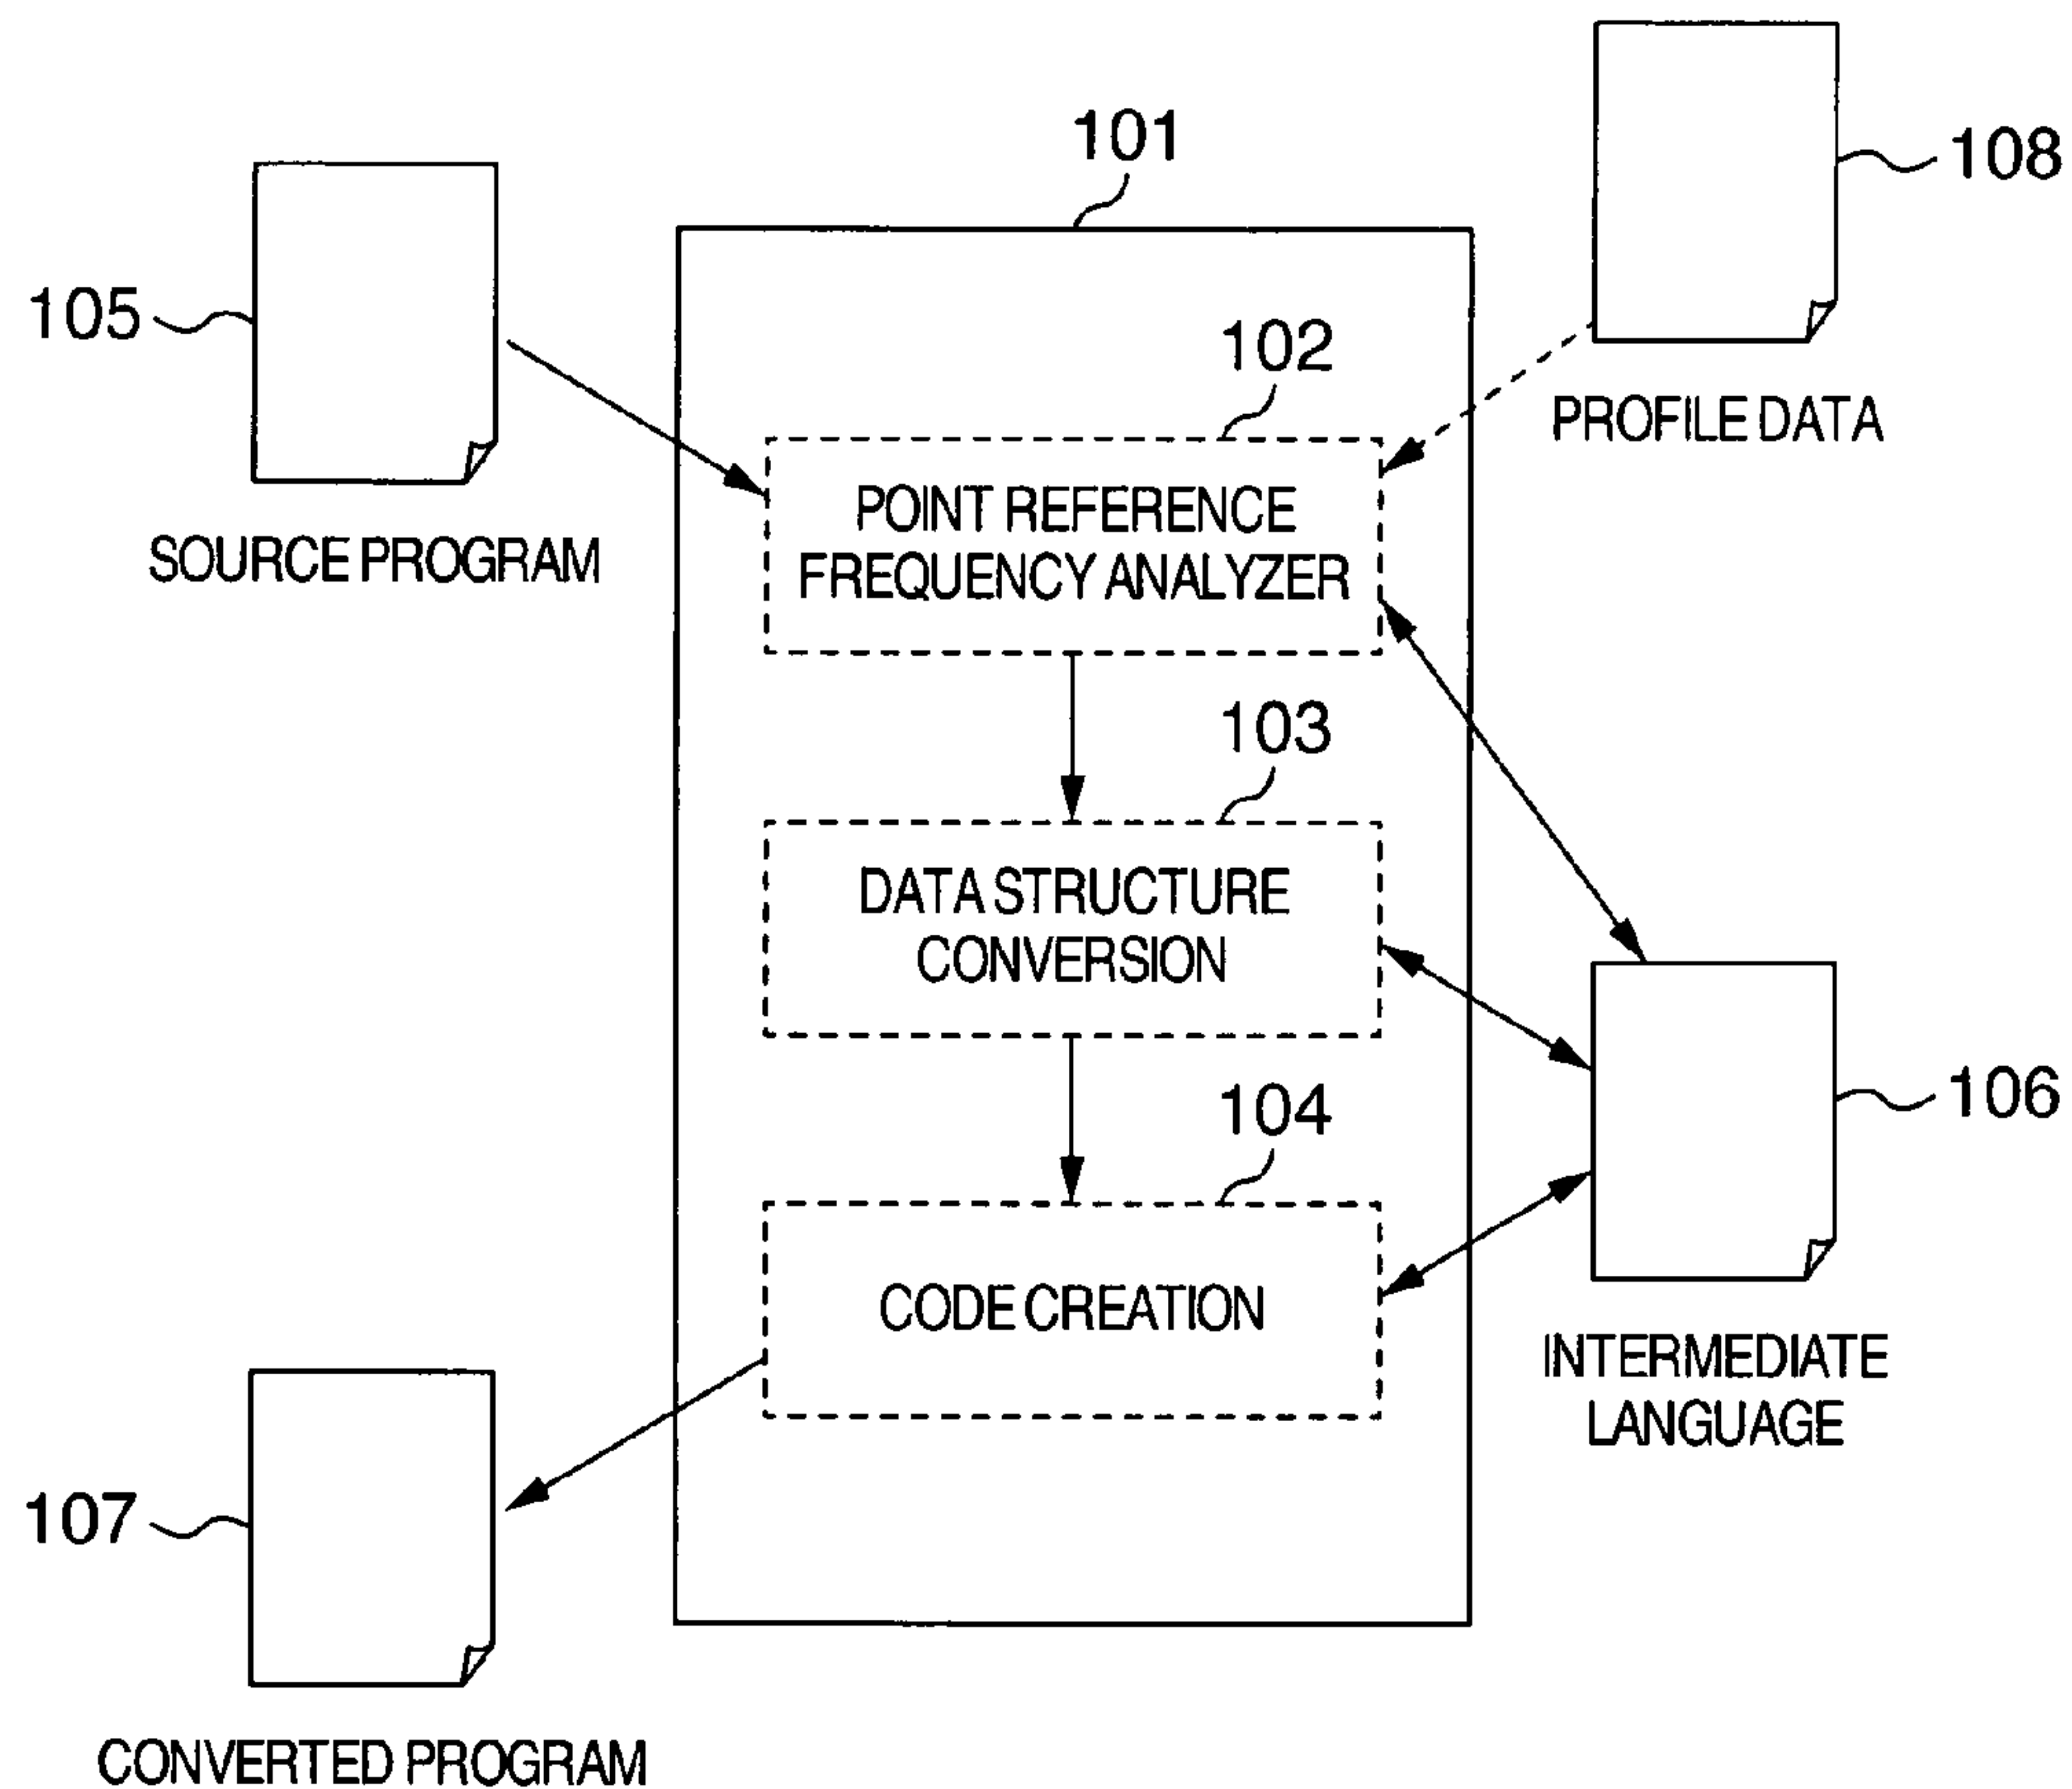 101
108
105
102
PROFILE DATA
POINT REFERENCE
FREQUENCY ANALYZER
SOURCE PROGRAM
103
DATA STRUCTURE
CONVERSION
104
106
CODE CREATION
INTERMEDIATE
LANGUAGE
107
CONVERTED PROGRAM